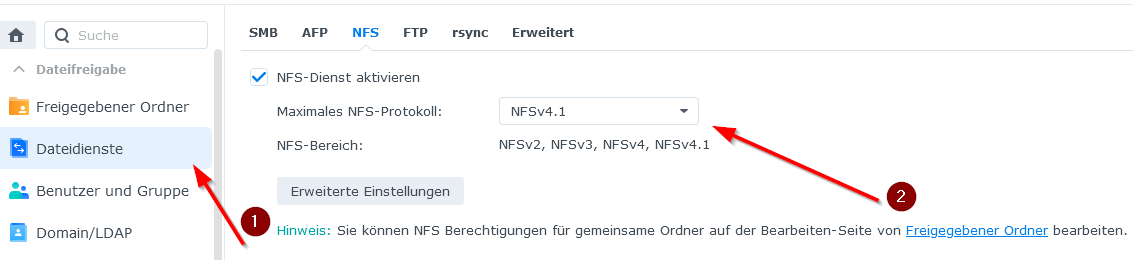 Suche
Dateifreigabe
Freigegebener Ordner
Dateidienste
Benutzer und Gruppe
Domain/LDAP
1
SMB AFP NFS FTP rsync Erweitert
NFS-Dienst aktivieren
Maximales NFS-Protokoll: NFSv4.1
NFS-Bereich: NFSv2, NFSv3, NFSv4, NFSv4.1
Erweiterte Einstellungen
2
Hinweis: Sie können NFS Berechtigungen für gemeinsame Ordner auf der Bearbeiten-Seite von Freigegebener Ordner bearbeiten.